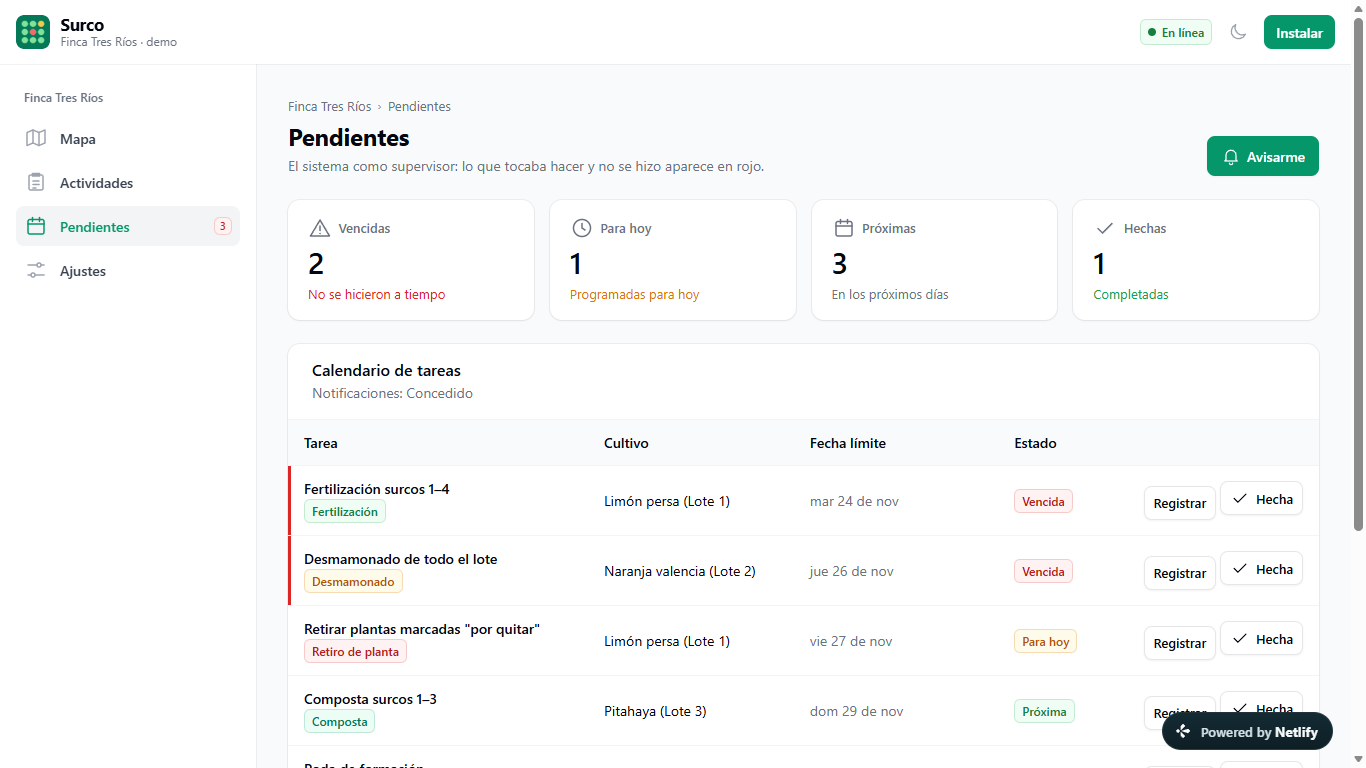 Surco
Finca Tres Ríos · demo
En línea
Instalar
Finca Tres Ríos
Mapa
Actividades
Pendientes
3
Ajustes
Finca Tres Ríos › Pendientes
Pendientes
El sistema como supervisor: lo que tocaba hacer y no se hizo aparece en rojo.
Avisarme
Vencidas
2
No se hicieron a tiempo
Para hoy
1
Programadas para hoy
Próximas
3
En los próximos días
Hechas
1
Completadas
Calendario de tareas
Notificaciones: Concedido
Tarea Cultivo Fecha límite Estado
Fertilización surcos 1–4
Fertilización
Limón persa (Lote 1) mar 24 de nov Vencida Registrar Hecha
Desmamonado de todo el lote
Desmamonado
Naranja valencia (Lote 2) jue 26 de nov Vencida Registrar Hecha
Retirar plantas marcadas "por quitar"
Retiro de planta
Limón persa (Lote 1) vie 27 de nov Para hoy Registrar Hecha
Composta surcos 1–3
Composta
Pitahaya (Lote 3) dom 29 de nov Próxima Hecha
Powered by Netlify